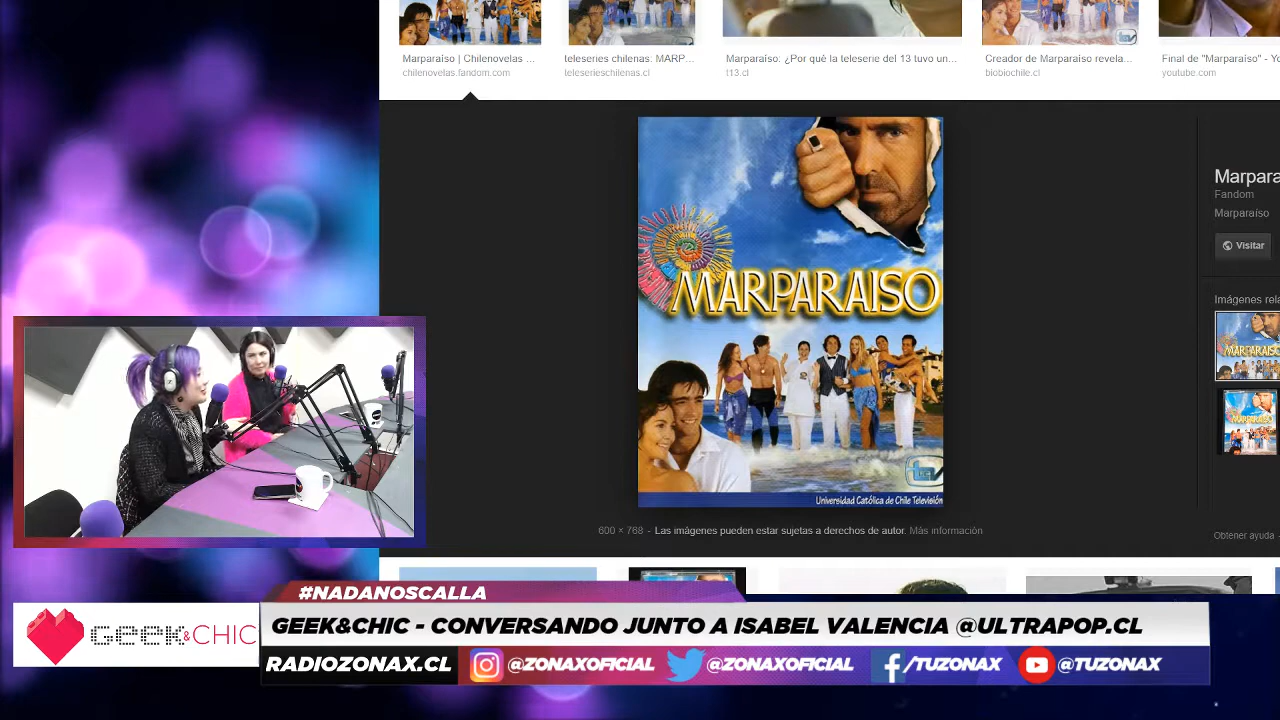 Marparaíso | Chilenovelas ...
chilenovelas.fandom.com
teleseries chilenas: MARP...
teleserieschilenas.cl
Marparaíso: ¿Por qué la teleserie del 13 tuvo un...
t13.cl
Creador de Marparaíso revela...
biobiochile.cl
Final de "Marparaíso" - Yo
youtube.com
MARPARAISO
Universidad Católica de Chile Televisión
Marpara
Fandom
Marparaíso
Visitar
Imágenes rela
MARPARAISO
600 × 768 - Las imágenes pueden estar sujetas a derechos de autor. Más información
Obtener ayuda -
#NADANOSCALLA
GEEK&CHIC
GEEK&CHIC - CONVERSANDO JUNTO A ISABEL VALENCIA @ULTRAPOP.CL
RADIOZONAX.CL @ZONAXOFICIAL @ZONAXOFICIAL /TUZONAX @TUZONAX